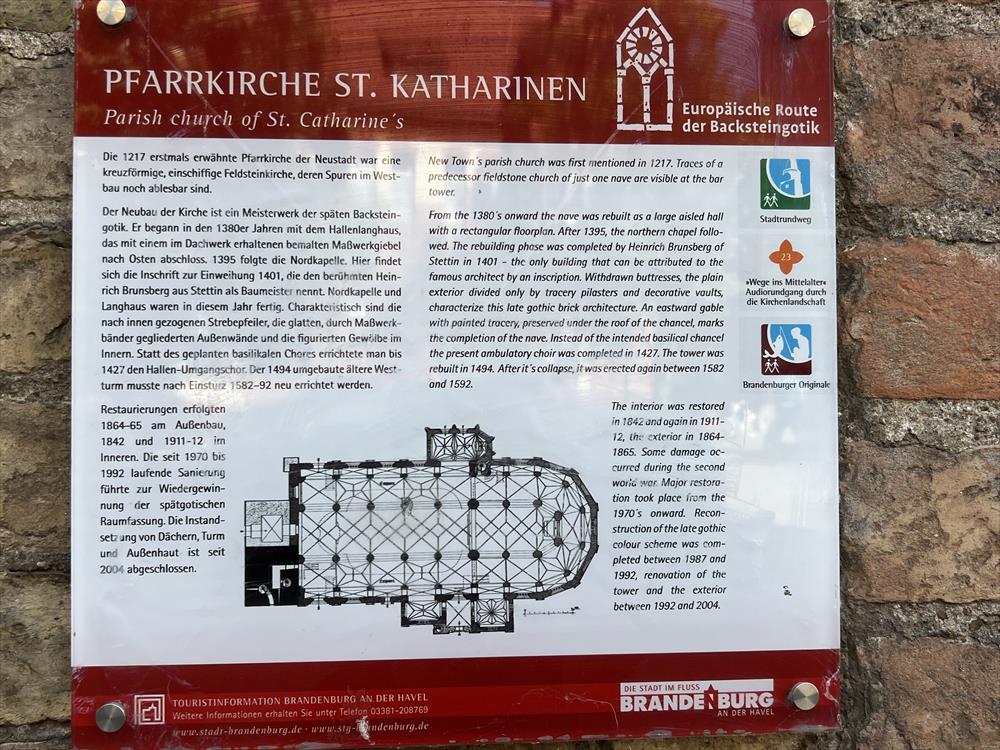 PFARRKIRCHE ST. KATHARINEN
Parish church of St. Catharine´s
Europäische Route
der Backsteingotik
Die 1217 erstmals erwähnte Pfarrkirche der Neustadt war eine
kreuzförmige, einschiffige Feldsteinkirche, deren Spuren im West-
bau noch ablesbar sind.
Der Neubau der Kirche ist ein Meisterwerk der späten Backstein-
gotik. Er begann in den 1380er Jahren mit dem Hallenlanghaus,
das mit einem im Dachwerk erhaltenen bemalten Maßwerkgiebel
nach Osten abschloss. 1395 folgte die Nordkapelle. Hier findet
sich die Inschrift zur Einweihung 1401, die den berühmten Hein-
rich Brunsberg aus Stettin als Baumeister nennt. Nordkapelle und
Langhaus waren in diesem Jahr fertig. Charakteristisch sind die
nach innen gezogenen Strebepfeiler, die glatten, durch Maßwerk-
bänder gegliederten Außenwände und die figurierten Gewölbe im
Innern. Statt des geplanten basilikalen Chores errichtete man bis
1427 den Hallen-Umgangschor. Der 1494 umgebaute ältere West-
turm musste nach Einsturz 1582–92 neu errichtet werden.
Restaurierungen erfolgten
1864-65 am Außenbau,
1842 und 1911-12 im
Inneren. Die seit 1970 bis
1992 laufende Sanierung
führte zur Wiedergewin-
nung der spätgotischen
Raumfassung. Die Instand-
setzung von Dächern, Turm
und Außenhaut ist seit
2004 abgeschlossen.
New Town´s parish church was first mentioned in 1217. Traces of a
predecessor fieldstone church of just one nave are visible at the bar
tower.
From the 1380´s onward the nave was rebuilt as a large aisled hall
with a rectangular floorplan. After 1395, the northern chapel follo-
wed. The rebuilding phase was completed by Heinrich Brunsberg of
Stettin in 1401 - the only building that can be attributed to the
famous architect by an inscription. Withdrawn buttresses, the plain
exterior divided only by tracery pilasters and decorative vaults,
characterize this late gothic brick architecture. An eastward gable
with painted tracery, preserved under the roof of the chancel, marks
the completion of the nave. Instead of the intended basilical chancel
the present ambulatory choir was completed in 1427. The tower was
rebuilt in 1494. After it´s collapse, it was erected again between 1582
and 1592.
The interior was restored
in 1842 and again in 1911-
12, the exterior in 1864-
1865. Some damage oc-
curred during the second
world war. Major restora-
tion took place from the
1970´s onward. Recon-
struction of the late gothic
colour scheme was com-
pleted between 1987 and
1992, renovation of the
tower and the exterior
between 1992 and 2004.
Stadtrundweg
23
»Wege ins Mittelalter«
Audiorundgang durch
die Kirchenlandschaft
Brandenburger Originale
TOURISTINFORMATION BRANDENBURG AN DER HAVEL
Weitere Informationen erhalten Sie unter Telefon 03381-208769
www.stadt-brandenburg.de · www.stg-brandenburg.de
DIE STADT IM FLUSS
BRANDENBURG
AN DER HAVEL